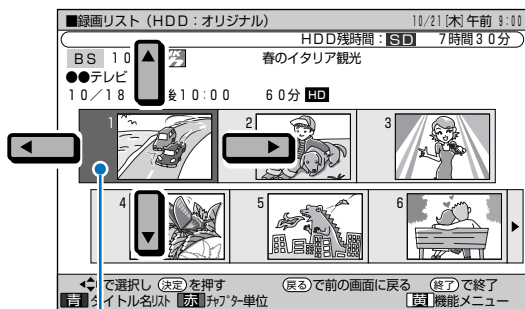 ■録画リスト（HDD：オリジナル）　10/21[木]午前 9:00
HDD残時間：SD　7時間30分
BS 10　春のイタリア観光
●●テレビ
10／18　後10:00　60分 HD
1　2　3
4　5　6
で選択し 決定 を押す　戻る で前の画面に戻る　終了 で終了
青 タイトル名リスト 赤 チャプター単位　黄 機能メニュー